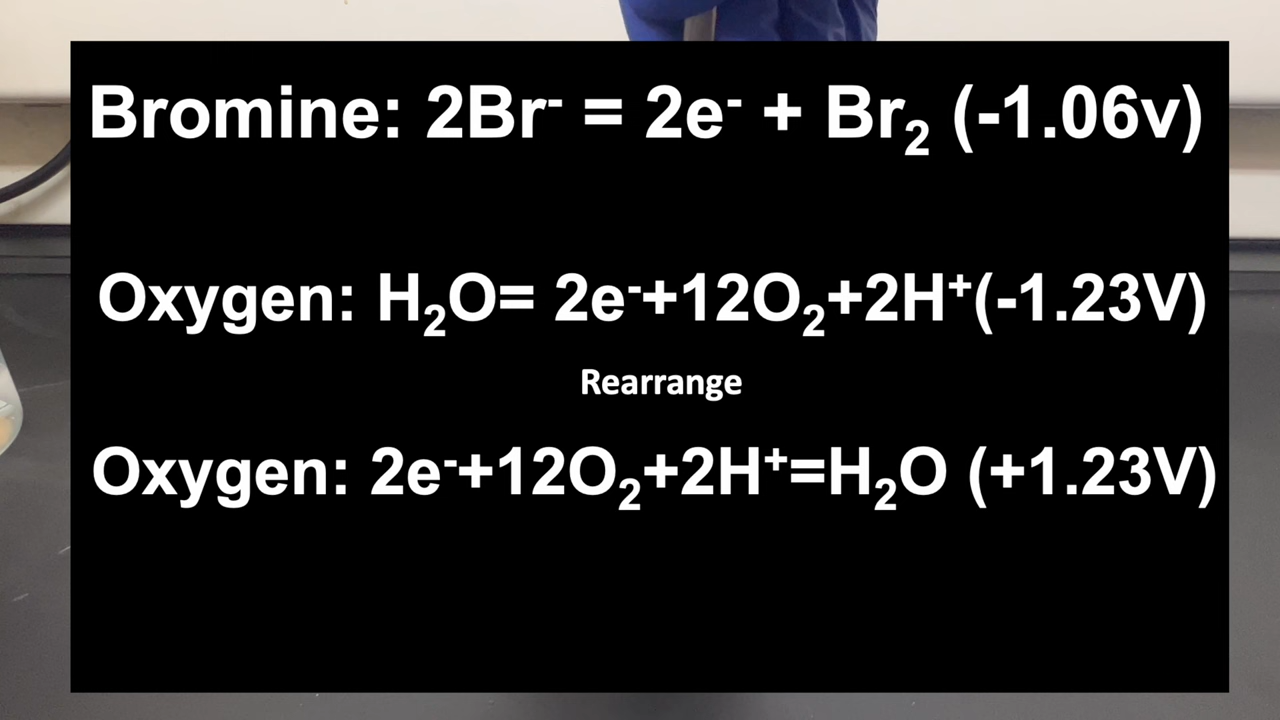 Bromine: 2Br⁻ = 2e⁻ + Br₂ (-1.06v)
Oxygen: H₂O= 2e⁻+12O₂+2H⁺(-1.23V)
Rearrange
Oxygen: 2e⁻+12O₂+2H⁺=H₂O (+1.23V)